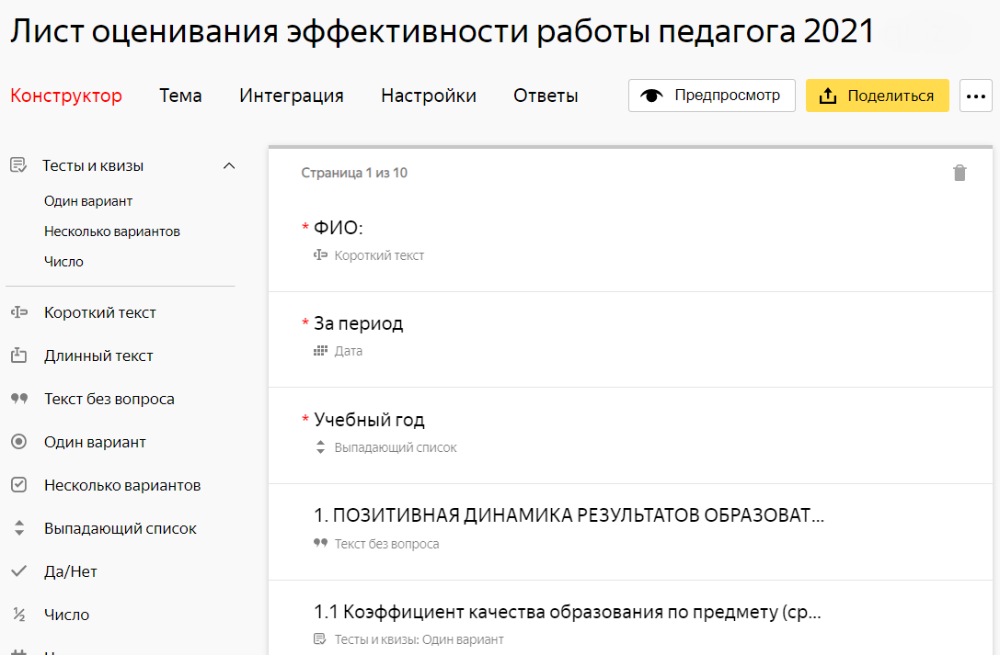 Лист оценивания эффективности работы педагога 2021
Конструктор
Тема
Интеграция
Настройки
Ответы
Предпросмотр
Поделиться
Тесты и квизы
Один вариант
Несколько вариантов
Число
Короткий текст
Длинный текст
Текст без вопроса
Один вариант
Несколько вариантов
Выпадающий список
Да/Нет
½ Число
Страница 1 из 10
* ФИО:
Короткий текст
* За период
Дата
* Учебный год
Выпадающий список
1. ПОЗИТИВНАЯ ДИНАМИКА РЕЗУЛЬТАТОВ ОБРАЗОВАТ...
Текст без вопроса
1.1 Коэффициент качества образования по предмету (ср...
Тесты и квизы: Один вариант